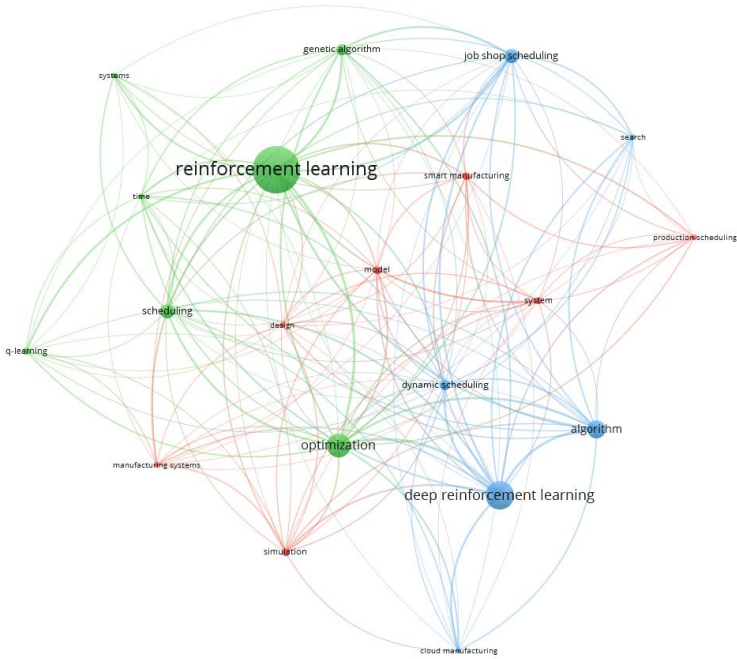 genetic algorithm
job shop scheduling
systems
search
reinforcement learning
smart manufacturing
time
production scheduling
model
system
scheduling
design
q-learning
dynamic scheduling
algorithm
optimization
manufacturing systems
deep reinforcement learning
simulation
cloud manufacturing